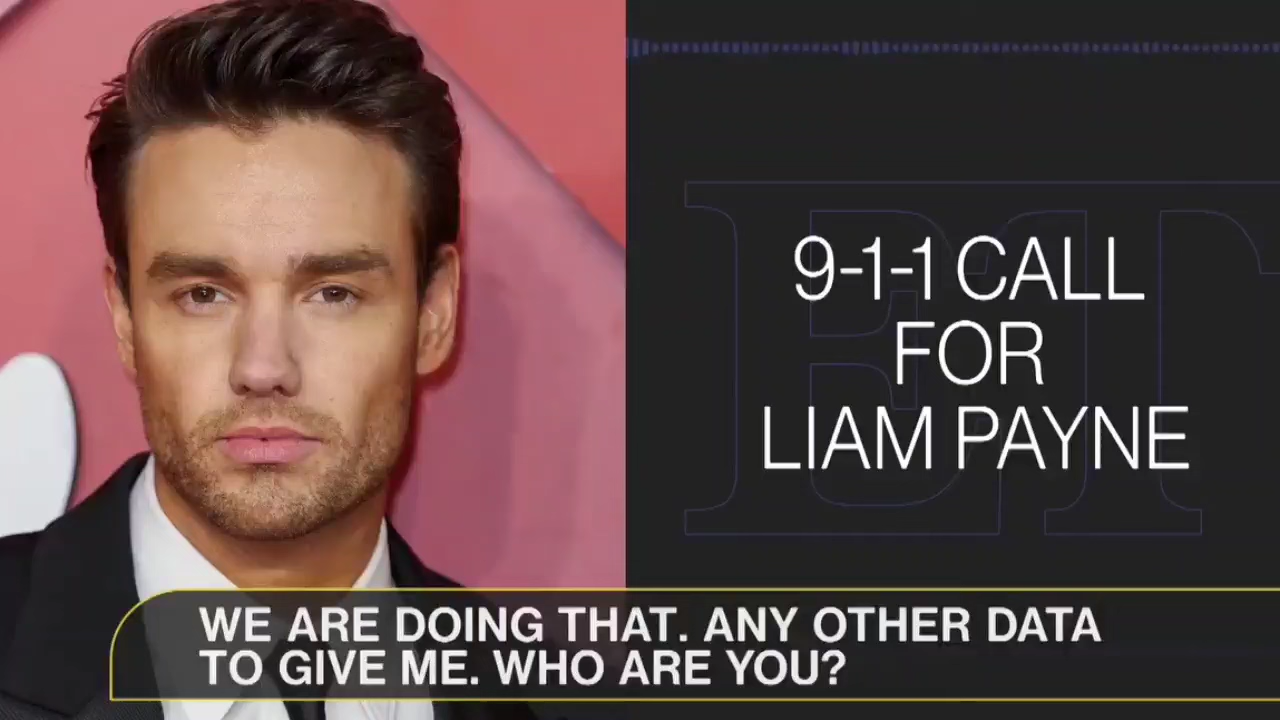 9-1-1 CALL
FOR
LIAM PAYNE
ET
WE ARE DOING THAT. ANY OTHER DATA
TO GIVE ME. WHO ARE YOU?